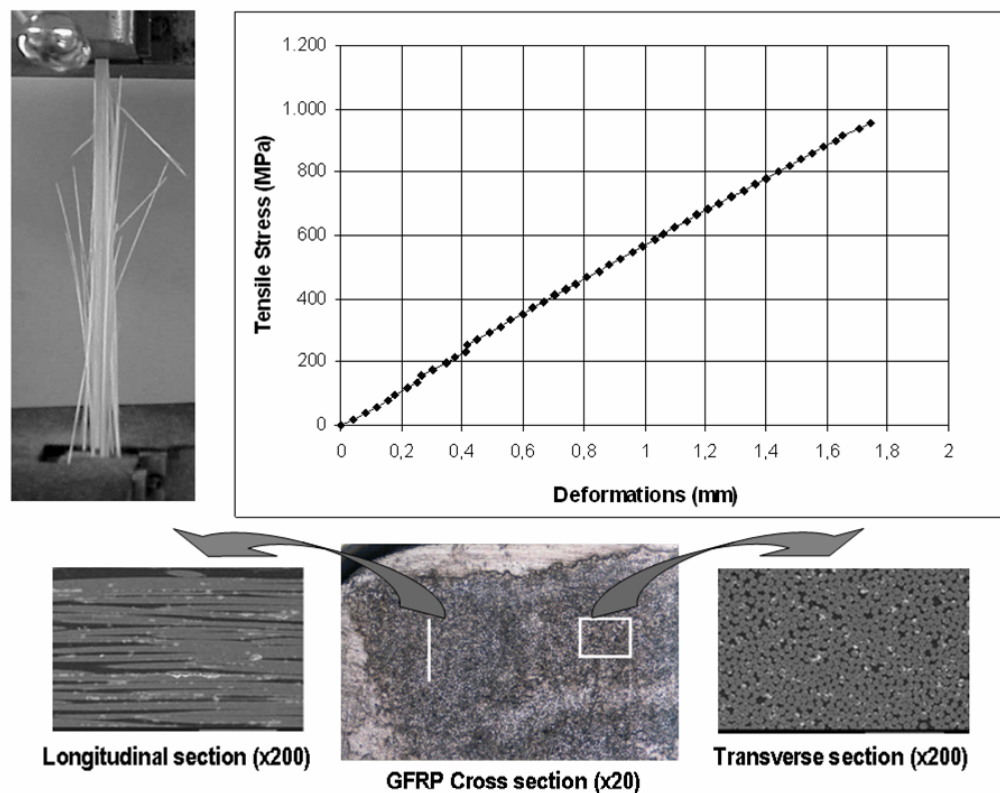 1.200
1.000
800
600
400
200
0
Tensile Stress (MPa)
0 0,2 0,4 0,6 0,8 1 1,2 1,4 1,6 1,8 2
Deformations (mm)
Longitudinal section (x200)
GFRP Cross section (x20)
Transverse section (x200)